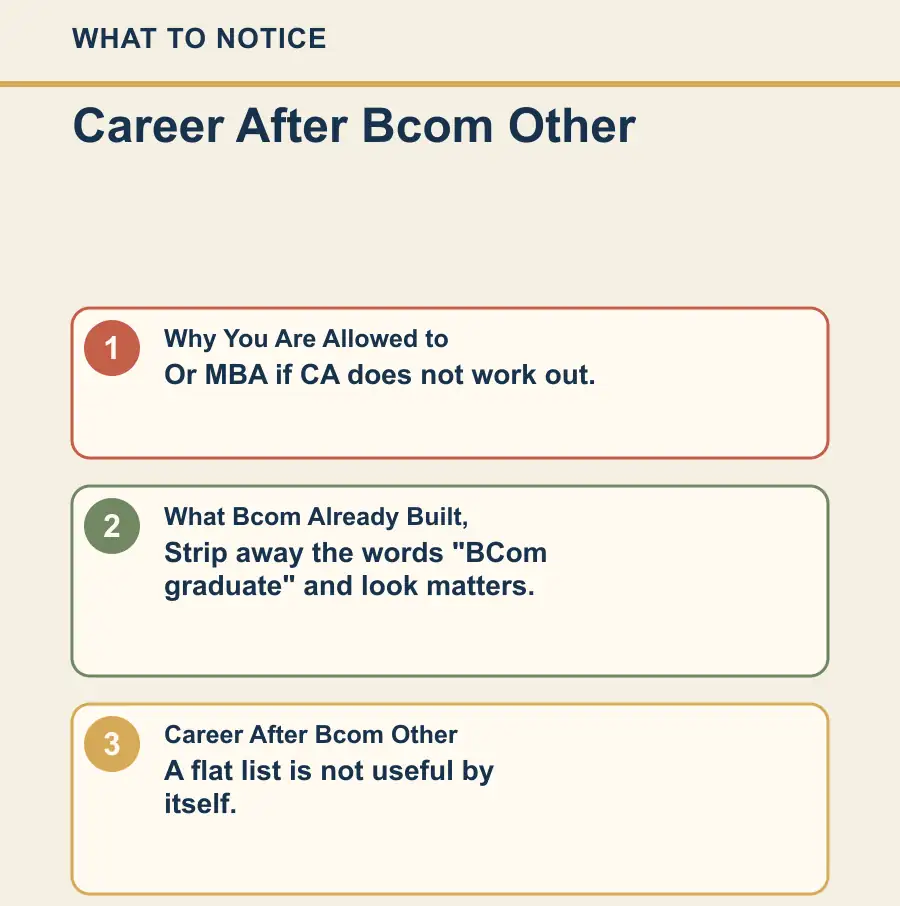 WHAT TO NOTICE
Career After Bcom Other
1
Why You Are Allowed to
Or MBA if CA does not work out.
2
What Bcom Already Built,
Strip away the words "BCom
graduate" and look matters.
3
Career After Bcom Other
A flat list is not useful by
itself.